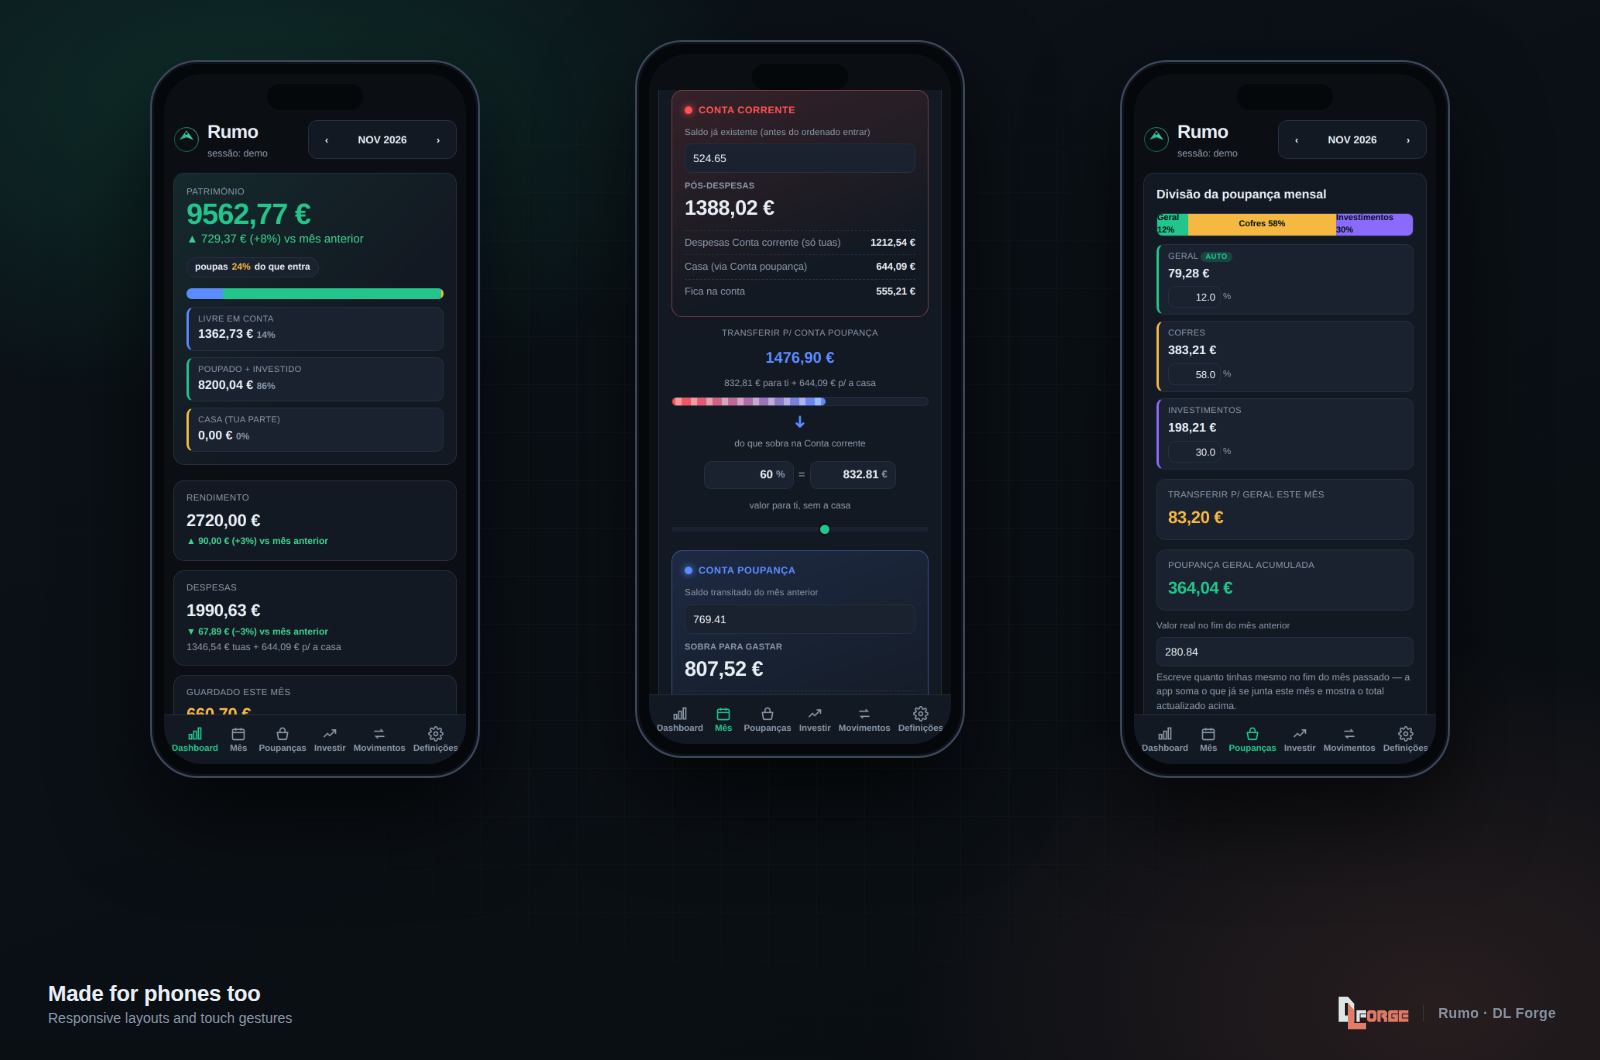 Rumo
sessão: demo
‹ NOV 2026 ›
PATRIMÓNIO
9562,77 €
▲ 729,37 € (+8%) vs mês anterior
poupas 24% do que entra
LIVRE EM CONTA
1362,73 € 14%
POUPADO + INVESTIDO
8200,04 € 86%
CASA (TUA PARTE)
0,00 € 0%
RENDIMENTO
2720,00 €
▲ 90,00 € (+3%) vs mês anterior
DESPESAS
1990,63 €
▼ 67,89 € (−3%) vs mês anterior
1346,54 € tuas + 644,09 € p/ a casa
GUARDADO ESTE MÊS
660,70 €
Dashboard Mês Poupanças Investir Movimentos Definições
CONTA CORRENTE
Saldo já existente (antes do ordenado entrar)
524.65
PÓS-DESPESAS
1388,02 €
Despesas Conta corrente (só tuas) 1212,54 €
Casa (via Conta poupança) 644,09 €
Fica na conta 555,21 €
TRANSFERIR P/ CONTA POUPANÇA
1476,90 €
832,81 € para ti + 644,09 € p/ a casa
do que sobra na Conta corrente
60 % = 832.81 €
valor para ti, sem a casa
CONTA POUPANÇA
Saldo transitado do mês anterior
769.41
SOBRA PARA GASTAR
807,52 €
Dashboard Mês Poupanças Investir Movimentos Definições
Rumo
sessão: demo
‹ NOV 2026 ›
Divisão da poupança mensal
Geral 12%
Cofres 58%
Investimentos 30%
GERAL AUTO
79,28 €
12.0 %
COFRES
383,21 €
58.0 %
INVESTIMENTOS
198,21 €
30.0 %
TRANSFERIR P/ GERAL ESTE MÊS
83,20 €
POUPANÇA GERAL ACUMULADA
364,04 €
Valor real no fim do mês anterior
280.84
Escreve quanto tinhas mesmo no fim do mês passado — a
app soma o que já se junta este mês e mostra o total
actualizado acima.
Dashboard Mês Poupanças Investir Movimentos Definições
Made for phones too
Responsive layouts and touch gestures
DL FORGE
Rumo · DL Forge